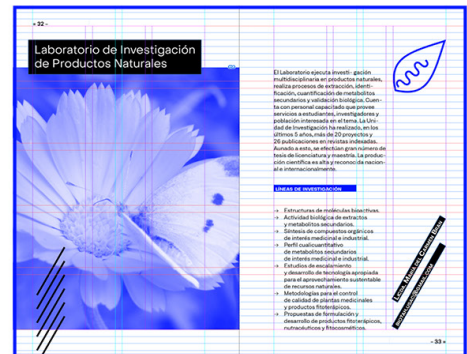 - 32 -
Laboratorio de Investigación
de Productos Naturales
El Laboratorio ejecuta investi- gación
multidisciplinaria en productos naturales,
realiza procesos de extracción, identi-
ficación, cuantificación de metabolitos
secundarios y validación biológica. Cuen-
ta con personal capacitado que provee
servicios a estudiantes, investigadores y
población interesada en el tema. La Uni-
dad de Investigación ha realizado, en los
últimos 5 años, más de 20 proyectos y
26 publicaciones en revistas indexadas.
Aunado a esto, se efectúan gran número de
tesis de licenciatura y maestría. La produc-
ción científica es alta y reconocida nacion-
al e internacionalmente.
LÍNEAS DE INVESTIGACIÓN
→ Estructuras de moléculas bioactivas.
→ Actividad biológica de extractos
y metabolitos secundarios.
→ Síntesis de compuestos orgánicos
de interés medicinal e industrial.
→ Perfil cualicuantitativo
de metabolitos secundarios
de interés medicinal e industrial.
→ Estudios de escalamiento
y desarrollo de tecnología apropiada
para el aprovechamiento sustentable
de recursos naturales.
→ Metodologías para el control
de calidad de plantas medicinales
y productos fitoterápicos.
→ Propuestas de formulación y
desarrollo de productos fitoterápicos,
nutracéuticos y fitocosméticos.
- 33 -